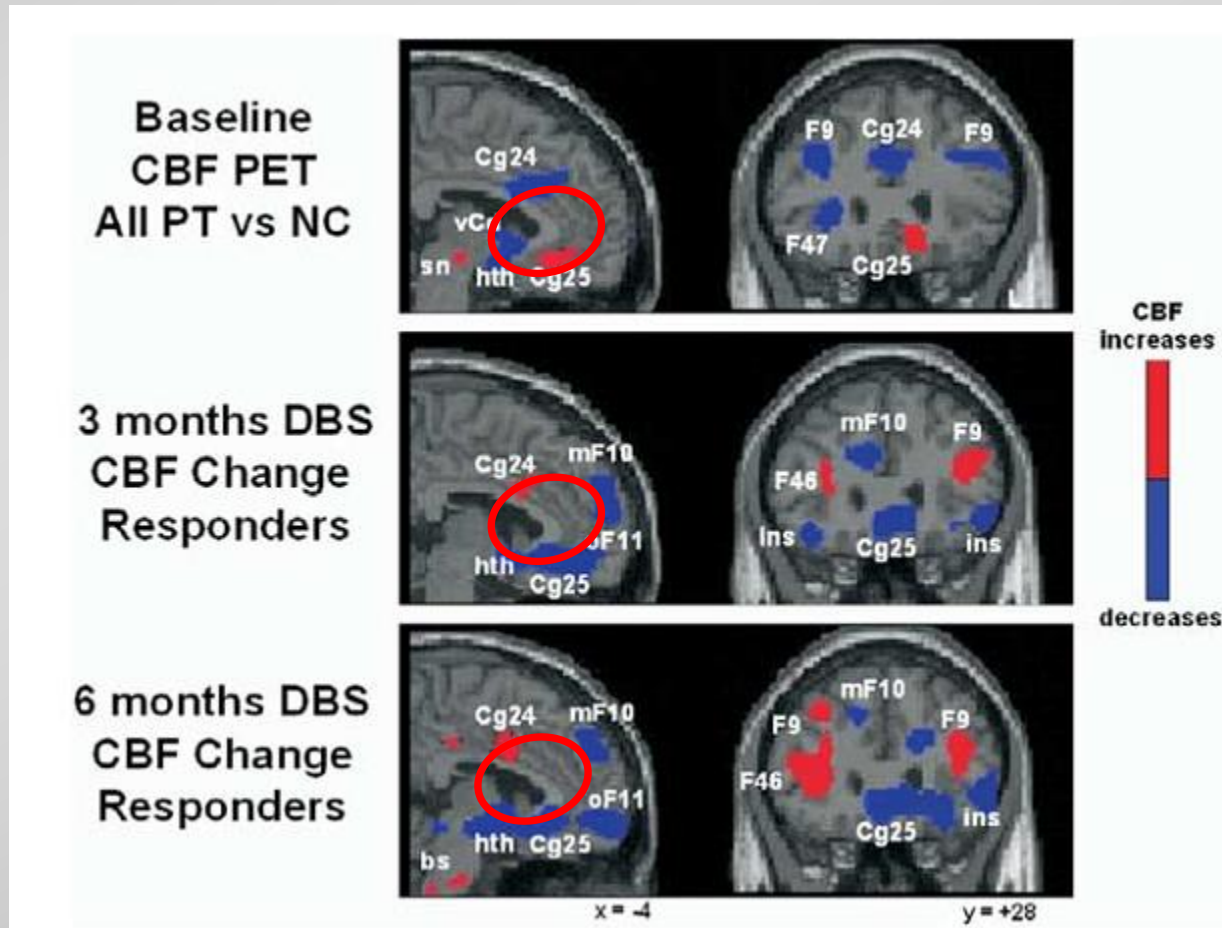 Baseline
CBF PET
All PT vs NC
Cg24
sn
hth
Cg25
F9
Cg24
F9
F47
Cg25
3 months DBS
CBF Change
Responders
Cg24
mF10
hth
Cg25
mF10
F9
F46
ins
Cg25
ins
6 months DBS
CBF Change
Responders
Cg24
mF10
oF11
hth
Cg25
bs
mF10
F9
F9
F46
Cg25
ins
x = -4
y = +28
CBF
increases
decreases